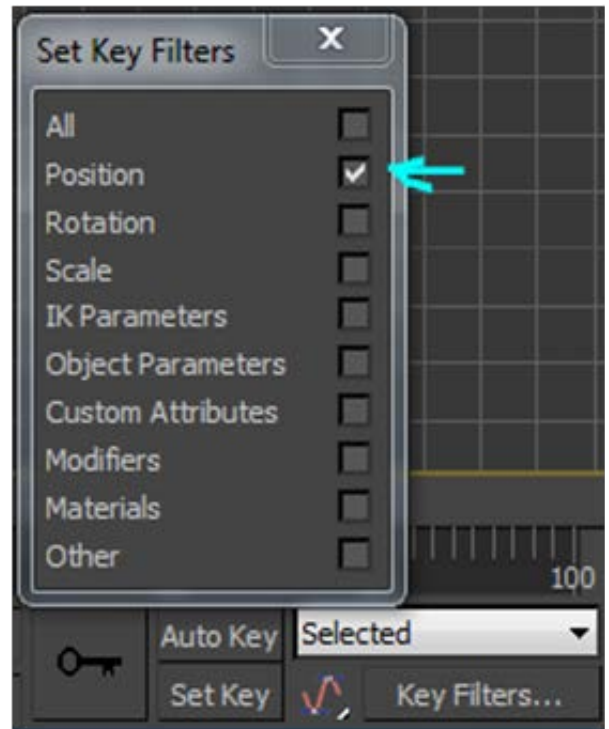 Set Key Filters
All
Position
Rotation
Scale
IK Parameters
Object Parameters
Custom Attributes
Modifiers
Materials
Other
100
Auto Key Selected
Set Key Key Filters...